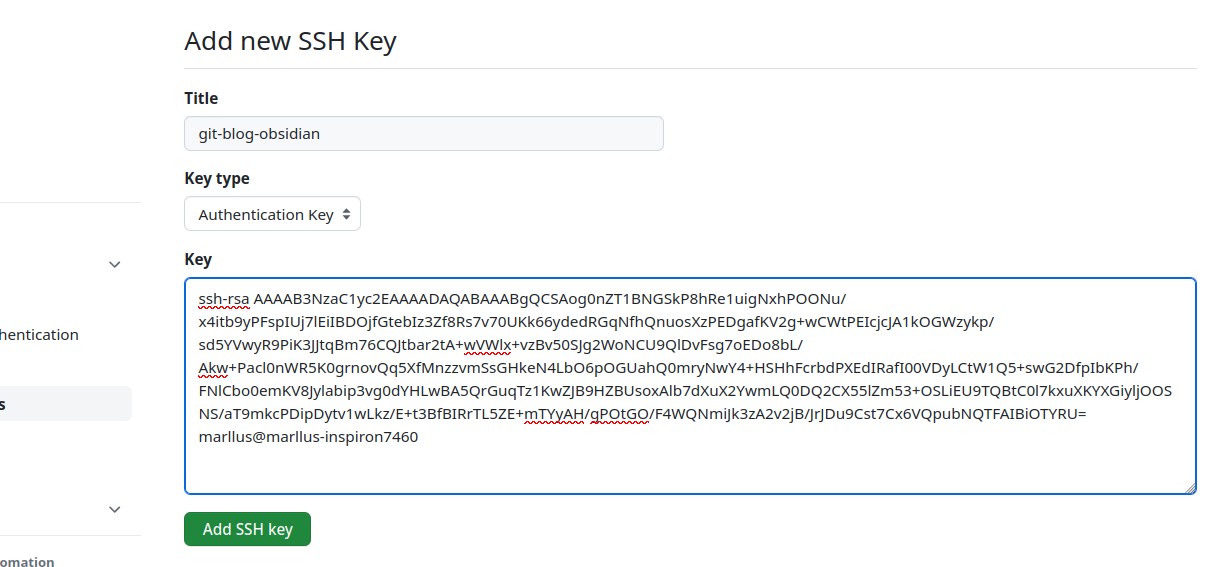 Add new SSH Key
Title
git-blog-obsidian
Key type
Authentication Key
Key
ssh-rsa AAAAB3NzaC1yc2EAAAADAQABAAABgQCSAog0nZT1BNGSkP8hRe1uigNxhPOONu/
x4itb9yPFspIUj7lEiIBDOjfGtebIz3Zf8Rs7v70UKk66ydedRGqNfhQnuosXzPEDgafKV2g+wCWtPEIcjcJA1kOGWzykp/
sd5YVwyR9PiK3JJtqBm76CQJtbar2tA+wVWlx+vzBv50SJg2WoNCU9QlDvFsg7oEDo8bL/
Akw+Pacl0nWR5K0grnovQq5XfMnzzvmSsGHkeN4LbO6pOGUahQ0mryNwY4+HSHhFcrbdPXEdIRafI00VDyLCtW1Q5+swG2DfpIbKPh/
FNlCbo0emKV8Jylabip3vg0dYHLwBA5QrGuqTz1KwZJB9HZBUsoxAlb7dXuX2YwmLQ0DQ2CX55lZm53+OSLiEU9TQBtC0l7kxuXKYXGiyljOOS
NS/aT9mkcPDipDytv1wLkz/E+t3BfBIRrTL5ZE+mTYyAH/qPOtGO/F4WQNmiJk3zA2v2jB/JrJDu9Cst7Cx6VQpubNQTFAIBiOTYRU=
marllus@marllus-inspiron7460
Add SSH key
hentication
s
omation